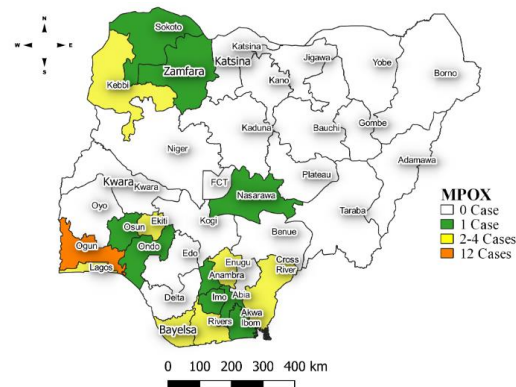 N
W E
S
Sokoto
Katsina
Zamfara
Katsina
Jigawa
Yobe
Borno
Kebbi
Kano
Gombe
Kaduna
Bauchi
Adamawa
Niger
Plateau
FCT
Kwara
Kwara
Nasarawa
Taraba
Oyo
Kogi
Ekiti
Osun
Benue
Ogun
Ondo
Edo
Enugu
Cross
River
Lagos
Anambra
Delta
Imo
Abia
Akwa
Ibom
Rivers
Bayelsa
MPOX
0 Case
1 Case
2-4 Cases
12 Cases
0 100 200 300 400 km